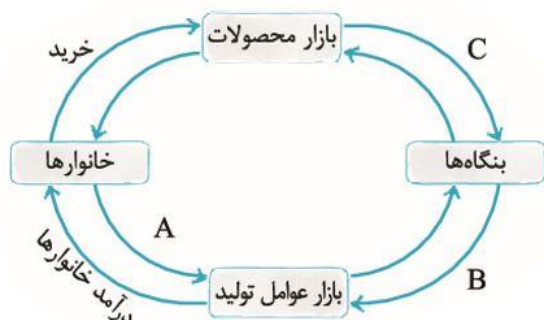 بازار محصولات
خرید
C
خانوارها
بنگاه‌ها
A
درآمد خانوارها
بازار عوامل تولید
B